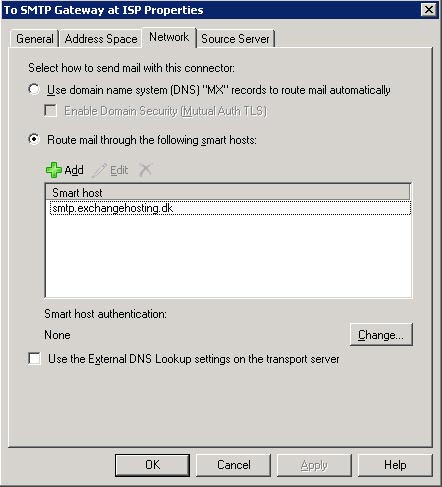 To SMTP Gateway at ISP Properties
General Address Space Network Source Server
Select how to send mail with this connector:
Use domain name system (DNS) "MX" records to route mail automatically
Enable Domain Security (Mutual Auth TLS)
Route mail through the following smart hosts:
Add Edit
Smart host
smtp.exchangehosting.dk
Smart host authentication:
None Change...
Use the External DNS Lookup settings on the transport server
OK Cancel Apply Help